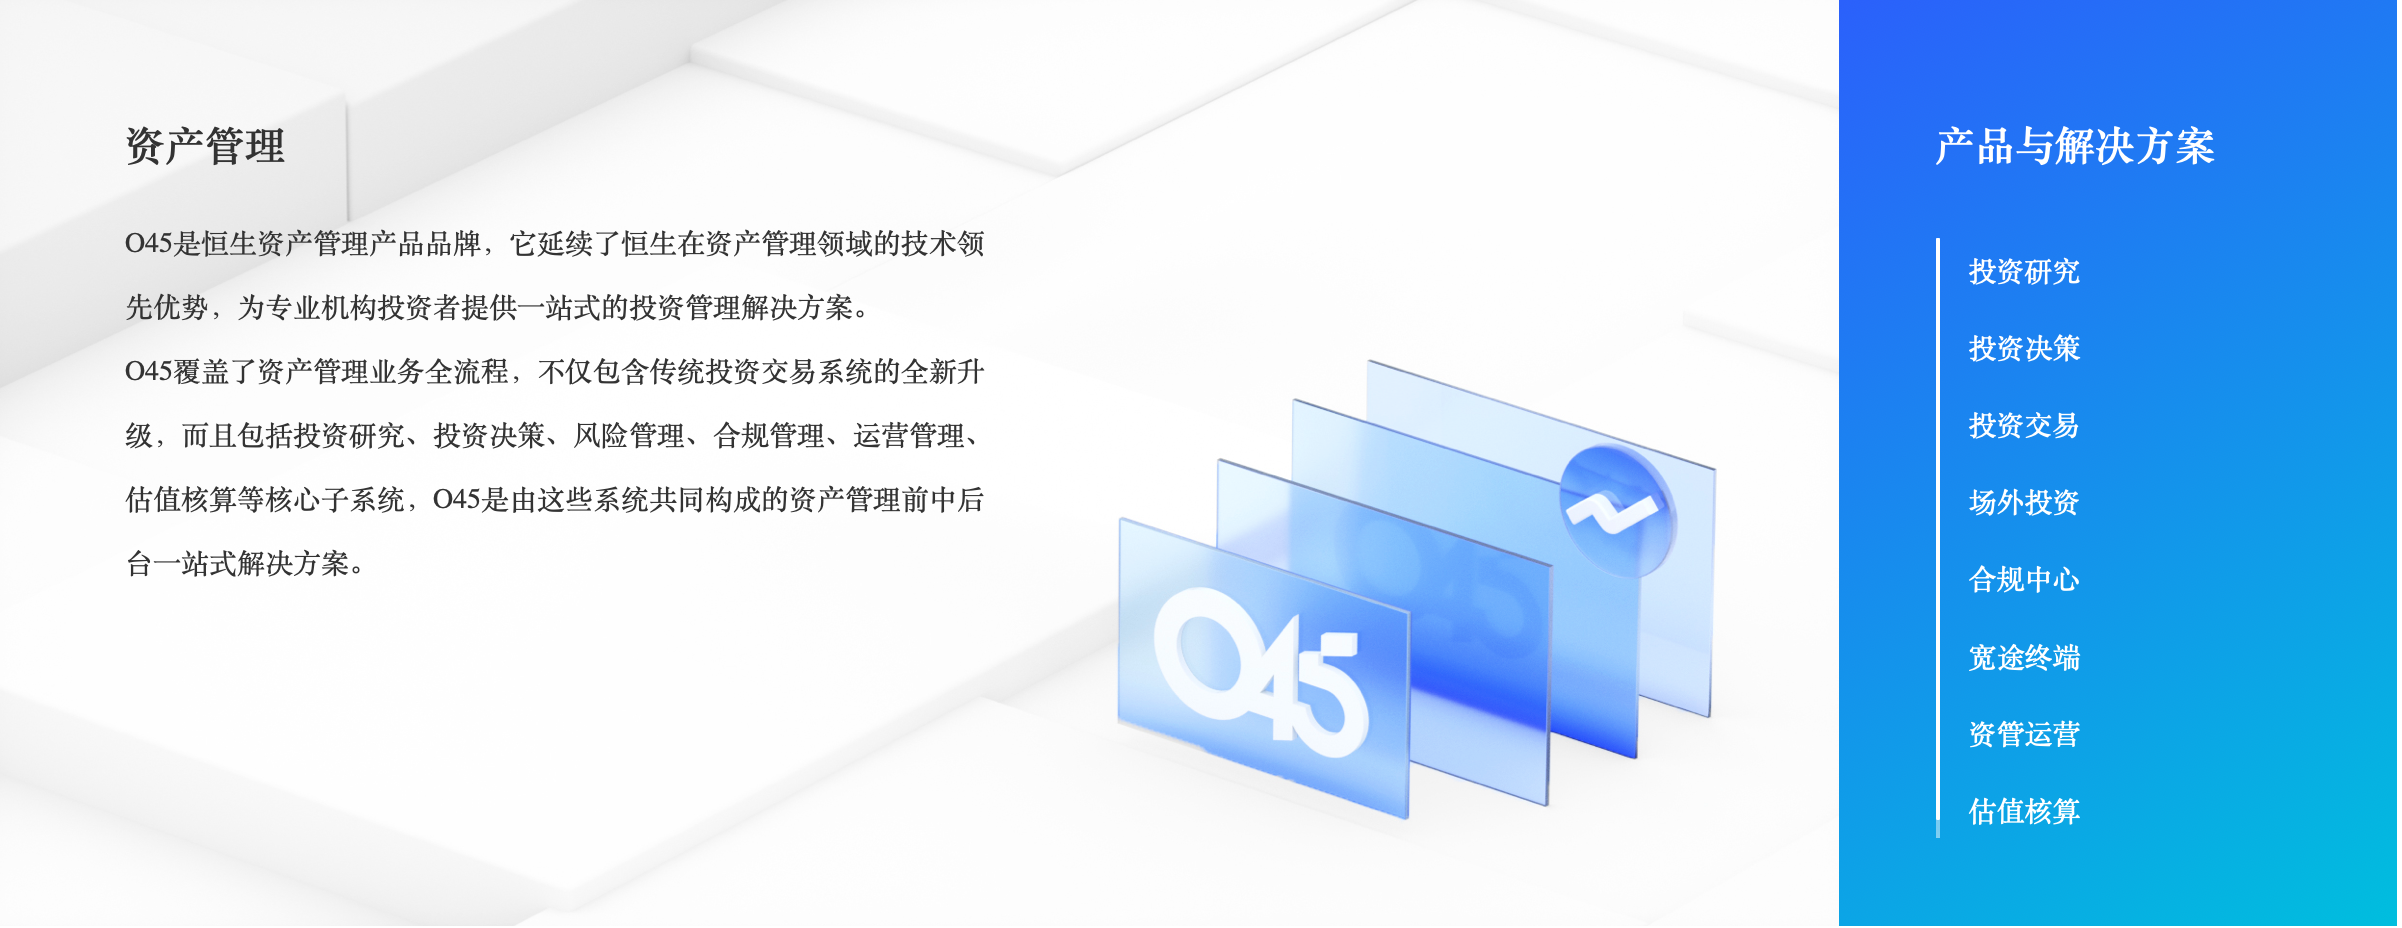 资产管理
O45是恒生资产管理产品品牌，它延续了恒生在资产管理领域的技术领
先优势，为专业机构投资者提供一站式的投资管理解决方案。
O45覆盖了资产管理业务全流程，不仅包含传统投资交易系统的全新升
级，而且包括投资研究、投资决策、风险管理、合规管理、运营管理、
估值核算等核心子系统，O45是由这些系统共同构成的资产管理前中后
台一站式解决方案。
O45
O45
产品与解决方案
投资研究
投资决策
投资交易
场外投资
合规中心
宽途终端
资管运营
估值核算